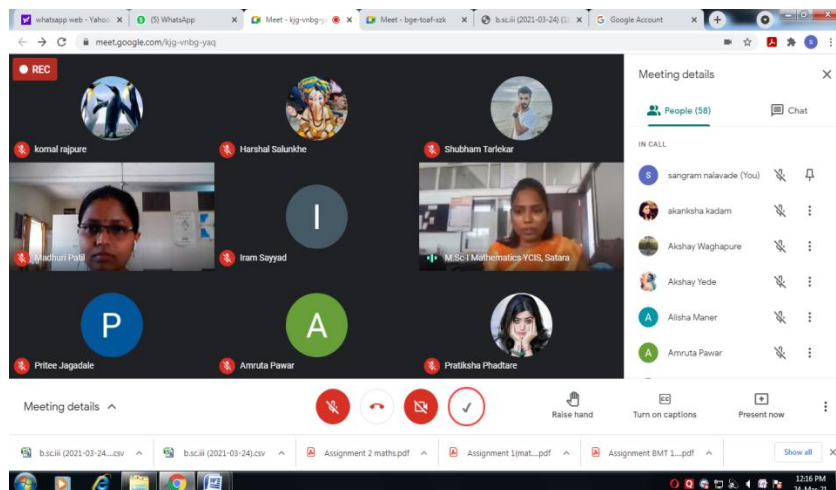 whatsapp web - Yahoo
(5) WhatsApp
Meet - kjg-vnbg-y
Meet - bge-toaf-xzk
b.sc.iii (2021-03-24) (1)
Google Account
meet.google.com/kjg-vnbg-yaq
REC
komal rajpure
Harshal Salunkhe
Shubham Tarlekar
Madhuri Patil
I
Iram Sayyad
M.Sc-I Mathematics YCIS, Satara
P
Pritee Jagadale
A
Amruta Pawar
Pratiksha Phadtare
Meeting details
People (58)
Chat
IN CALL
S
sangram nalavade (You)
akanksha kadam
Akshay Waghapure
Akshay Yede
A
Alisha Maner
A
Amruta Pawar
Meeting details
Raise hand
CC
Turn on captions
Present now
b.sc.iii (2021-03-24....csv
b.sc.iii (2021-03-24).csv
Assignment 2 maths.pdf
Assignment 1(mat....pdf
Assignment BMT 1....pdf
Show all
12:16 PM
24-Mar-21